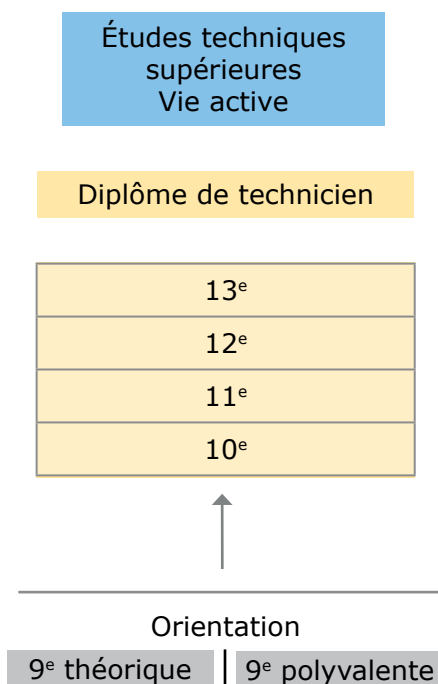 Études techniques
supérieures
Vie active
Diplôme de technicien
13e
12e
11e
10e
Orientation
9e théorique
9e polyvalente